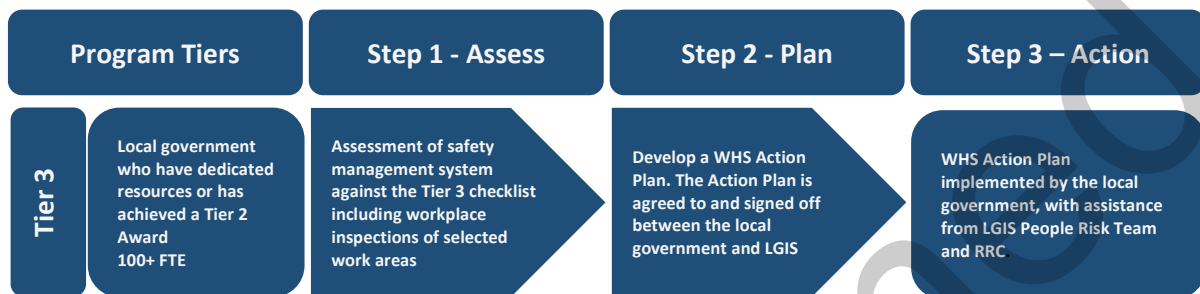 Program Tiers
Step 1 - Assess
Step 2 - Plan
Step 3 – Action
Tier 3
Local government
who have dedicated
resources or has
achieved a Tier 2
Award
100+ FTE
Assessment of safety
management system
against the Tier 3 checklist
including workplace
inspections of selected
work areas
Develop a WHS Action
Plan. The Action Plan is
agreed to and signed off
between the local
government and LGIS
WHS Action Plan
implemented by the local
government, with assistance
from LGIS People Risk Team
and RRC.